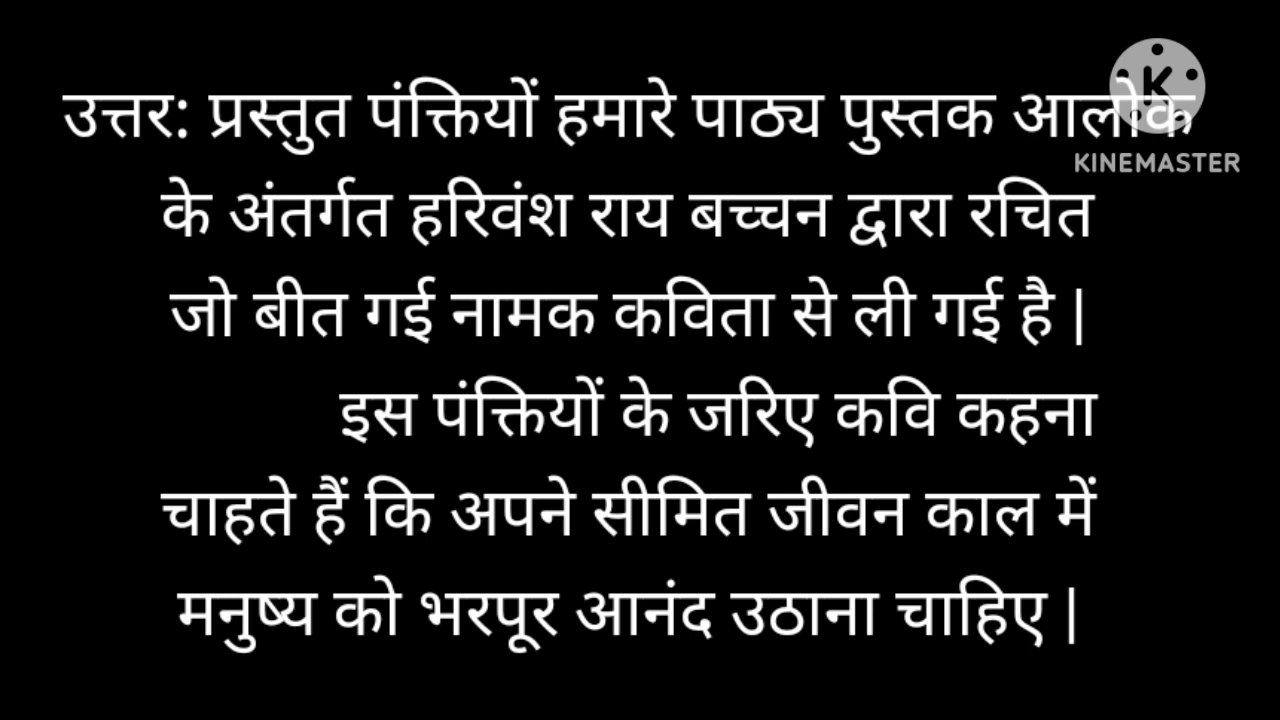 उत्तर: प्रस्तुत पंक्तियों हमारे पाठ्य पुस्तक आलोक
के अंतर्गत हरिवंश राय बच्चन द्वारा रचित
जो बीत गई नामक कविता से ली गई है |
इस पंक्तियों के जरिए कवि कहना
चाहते हैं कि अपने सीमित जीवन काल में
मनुष्य को भरपूर आनंद उठाना चाहिए |
K
KINEMASTER